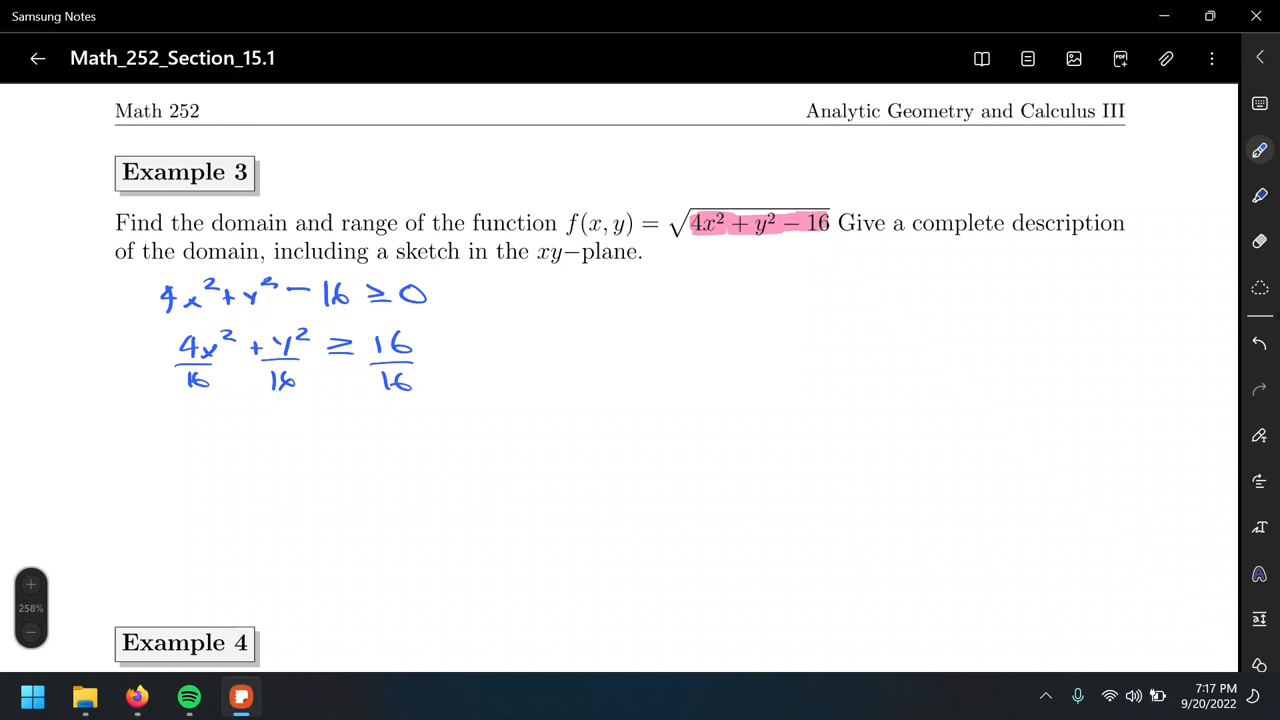 Samsung Notes
Math_252_Section_15.1
Math 252 Analytic Geometry and Calculus III
Example 3
Find the domain and range of the function f(x, y) = √(4x² + y² − 16) Give a complete description
of the domain, including a sketch in the xy−plane.
4x² + y² − 16 ≥ 0
4x²/16 + y²/16 ≥ 16/16
258%
Example 4
7:17 PM
9/20/2022